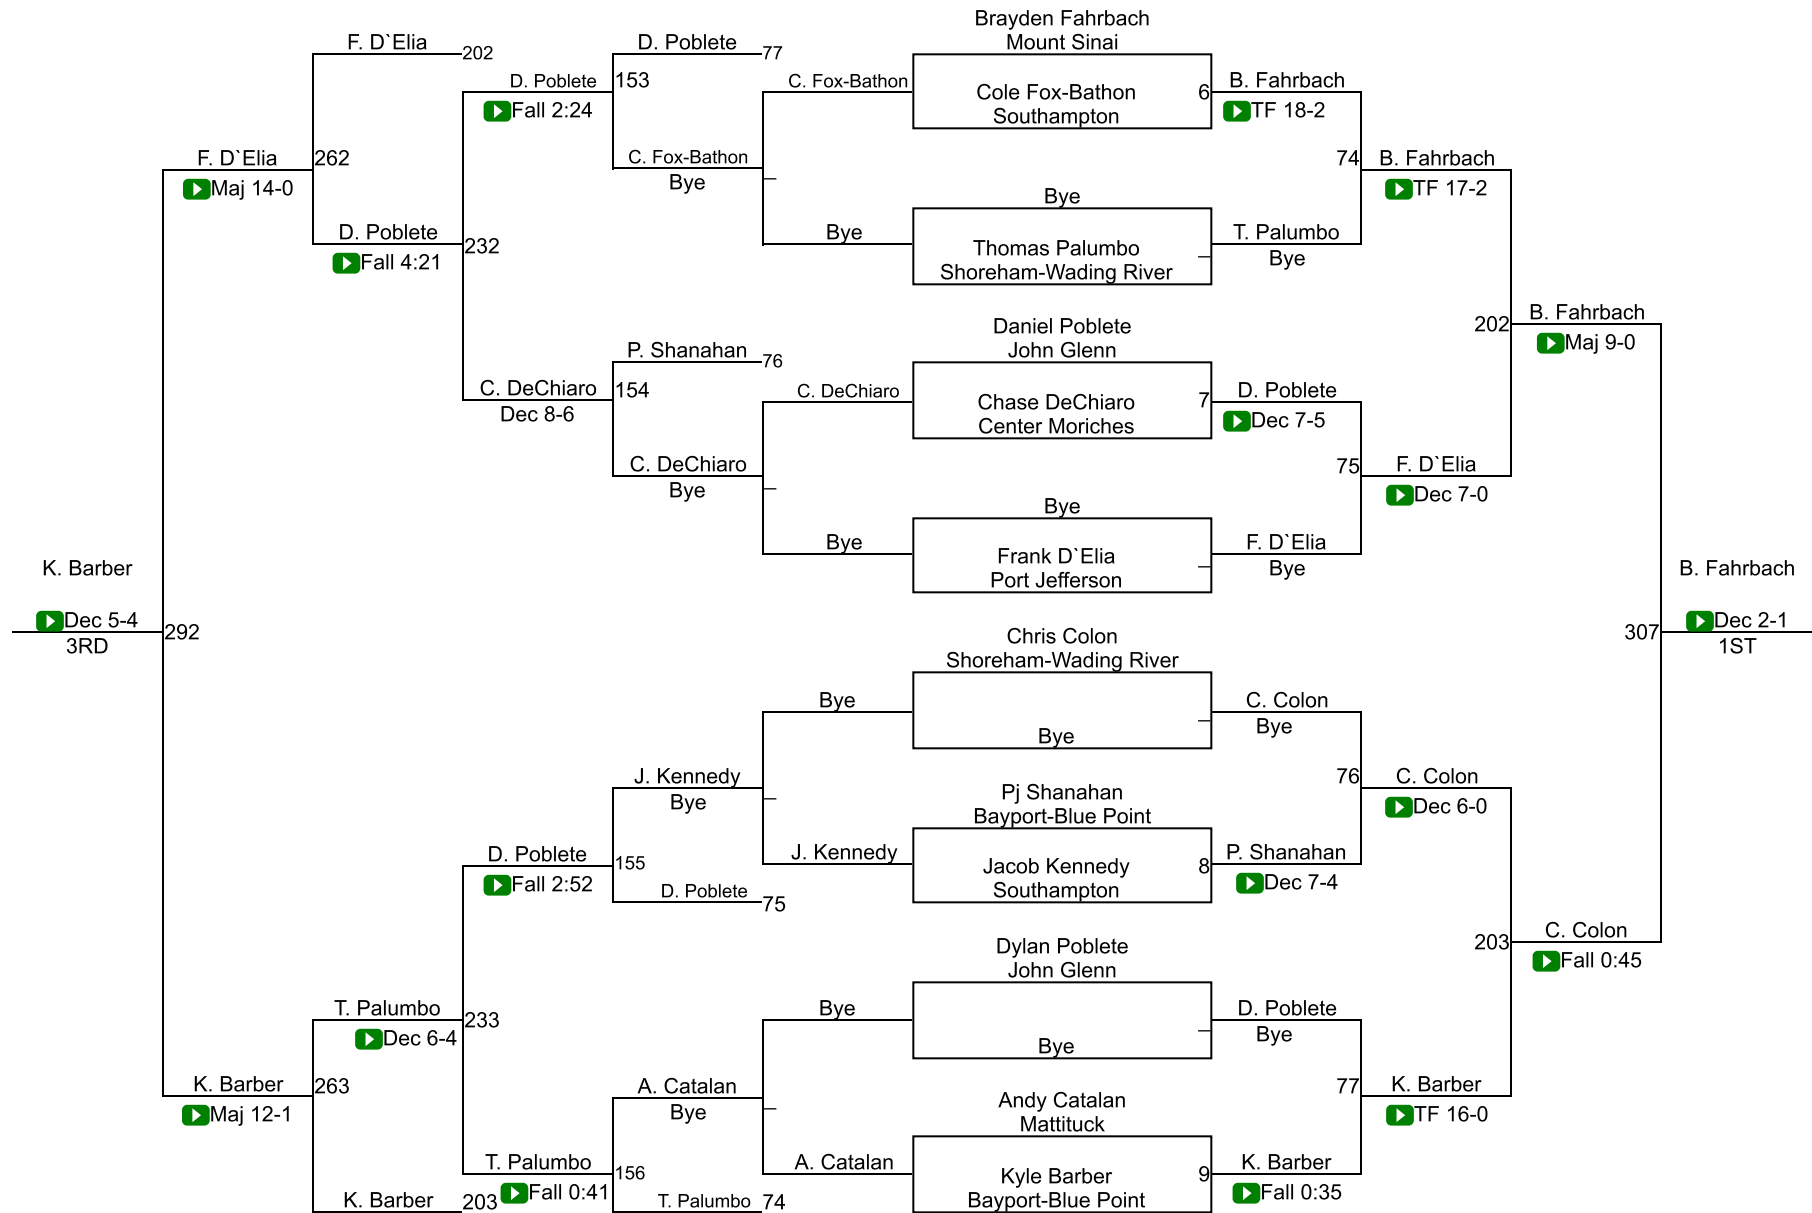 Brayden Fahrbach
Mount Sinai
F. D`Elia
202
D. Poblete
77
D. Poblete
153
Fall 2:24
C. Fox-Bathon
Cole Fox-Bathon
Southampton
6
B. Fahrbach
TF 18-2
F. D`Elia
262
Maj 14-0
C. Fox-Bathon
Bye
74
B. Fahrbach
TF 17-2
Bye
D. Poblete
232
Fall 4:21
Bye
Thomas Palumbo
Shoreham-Wading River
T. Palumbo
Bye
Daniel Poblete
John Glenn
202
B. Fahrbach
Maj 9-0
P. Shanahan
76
C. DeChiaro
154
Dec 8-6
C. DeChiaro
Chase DeChiaro
Center Moriches
7
D. Poblete
Dec 7-5
C. DeChiaro
Bye
75
F. D`Elia
Dec 7-0
Bye
Bye
Frank D`Elia
Port Jefferson
F. D`Elia
Bye
K. Barber
Dec 5-4
3RD
292
Chris Colon
Shoreham-Wading River
307
B. Fahrbach
Dec 2-1
1ST
Bye
Bye
C. Colon
Bye
J. Kennedy
Bye
Pj Shanahan
Bayport-Blue Point
76
C. Colon
Dec 6-0
D. Poblete
155
Fall 2:52
J. Kennedy
Jacob Kennedy
Southampton
8
P. Shanahan
Dec 7-4
D. Poblete
75
Dylan Poblete
John Glenn
203
C. Colon
Fall 0:45
T. Palumbo
233
Dec 6-4
Bye
Bye
D. Poblete
Bye
K. Barber
263
Maj 12-1
A. Catalan
Bye
Andy Catalan
Mattituck
77
K. Barber
TF 16-0
T. Palumbo
156
Fall 0:41
A. Catalan
Kyle Barber
Bayport-Blue Point
9
K. Barber
Fall 0:35
K. Barber
203
T. Palumbo
74